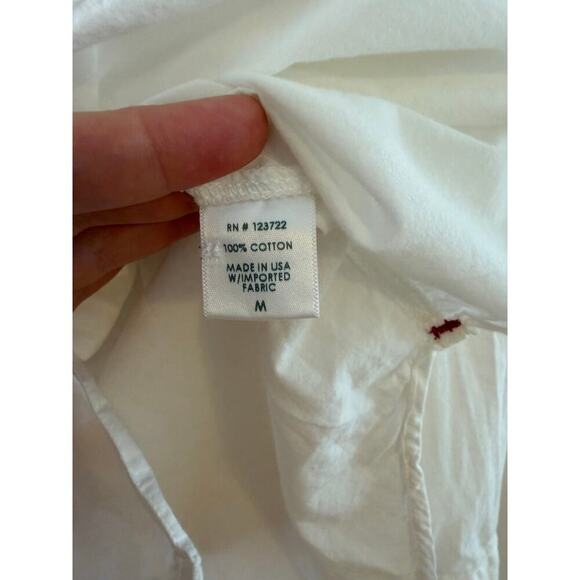 RN # 123722
100% COTTON
MADE IN USA
W/IMPORTED
FABRIC
M